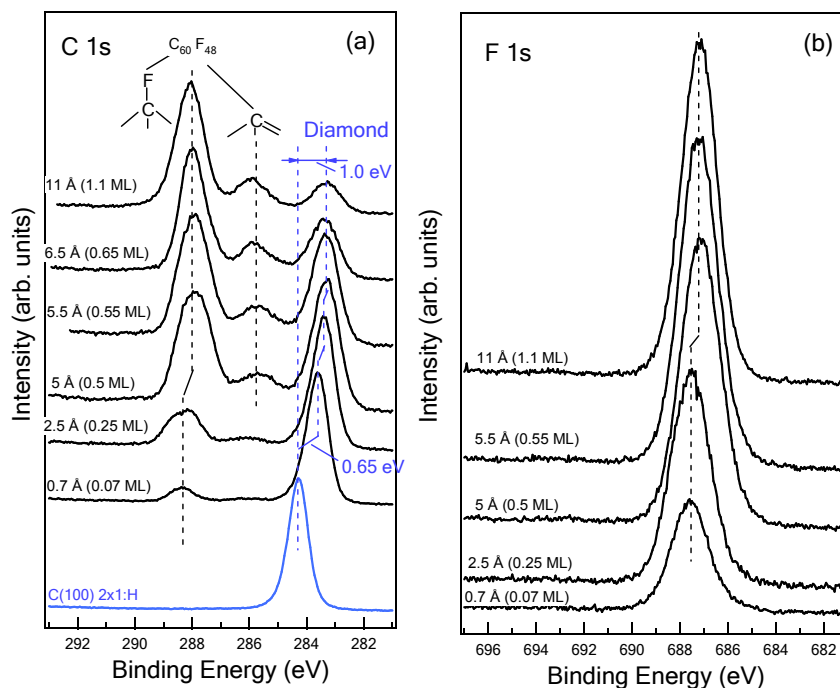 C 1s
C60 F48
(a)
F
C
C
Diamond
1.0 eV
11 Å (1.1 ML)
6.5 Å (0.65 ML)
5.5 Å (0.55 ML)
5 Å (0.5 ML)
2.5 Å (0.25 ML)
0.65 eV
0.7 Å (0.07 ML)
C(100) 2x1:H
Intensity (arb. units)
292 290 288 286 284 282
Binding Energy (eV)
F 1s
(b)
11 Å (1.1 ML)
5.5 Å (0.55 ML)
5 Å (0.5 ML)
2.5 Å (0.25 ML)
0.7 Å (0.07 ML)
Intensity (arb. units)
696 694 692 690 688 686 684 682
Binding Energy (eV)